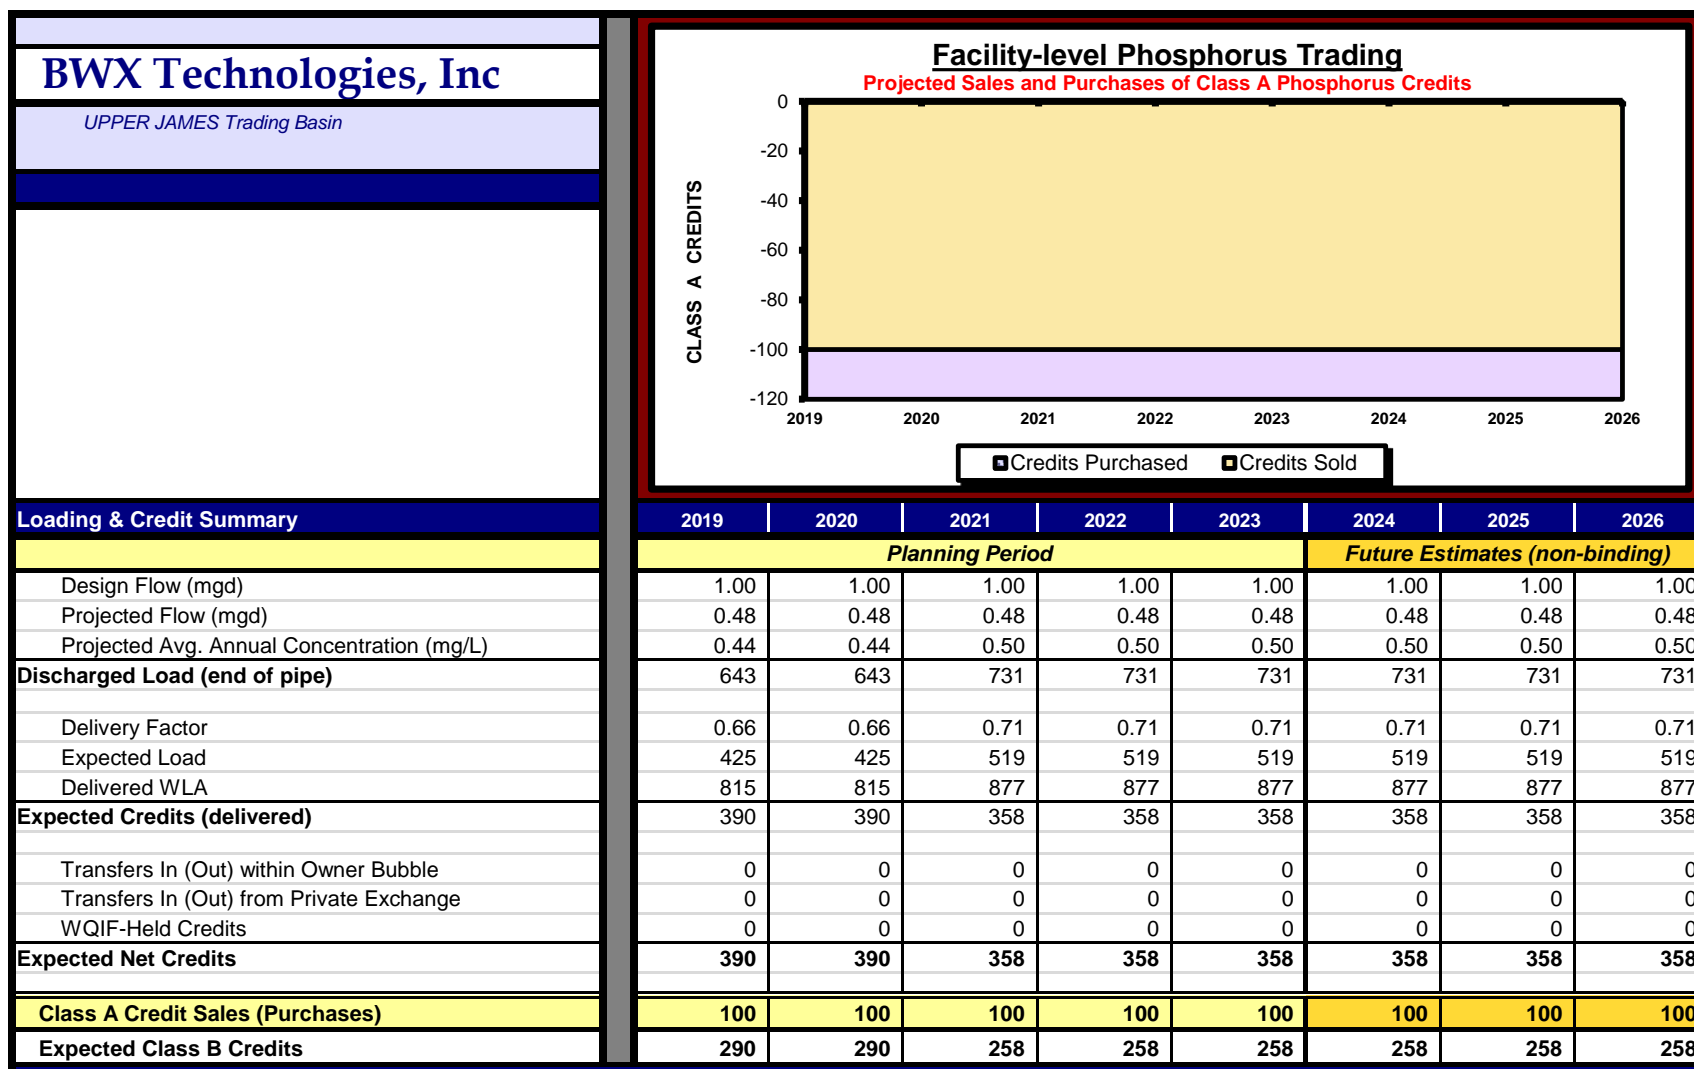 BWX Technologies, Inc
UPPER JAMES Trading Basin
Facility-level Phosphorus Trading
Projected Sales and Purchases of Class A Phosphorus Credits
CLASS A CREDITS
0
-20
-40
-60
-80
-100
-120
2019 2020 2021 2022 2023 2024 2025 2026
Credits Purchased Credits Sold
Loading & Credit Summary 2019 2020 2021 2022 2023 2024 2025 2026
Planning Period Future Estimates (non-binding)
Design Flow (mgd) 1.00 1.00 1.00 1.00 1.00 1.00 1.00 1.00
Projected Flow (mgd) 0.48 0.48 0.48 0.48 0.48 0.48 0.48 0.48
Projected Avg. Annual Concentration (mg/L) 0.44 0.44 0.50 0.50 0.50 0.50 0.50 0.50
Discharged Load (end of pipe) 643 643 731 731 731 731 731 731
Delivery Factor 0.66 0.66 0.71 0.71 0.71 0.71 0.71 0.71
Expected Load 425 425 519 519 519 519 519 519
Delivered WLA 815 815 877 877 877 877 877 877
Expected Credits (delivered) 390 390 358 358 358 358 358 358
Transfers In (Out) within Owner Bubble 0 0 0 0 0 0 0 0
Transfers In (Out) from Private Exchange 0 0 0 0 0 0 0 0
WQIF-Held Credits 0 0 0 0 0 0 0 0
Expected Net Credits 390 390 358 358 358 358 358 358
Class A Credit Sales (Purchases) 100 100 100 100 100 100 100 100
Expected Class B Credits 290 290 258 258 258 258 258 258